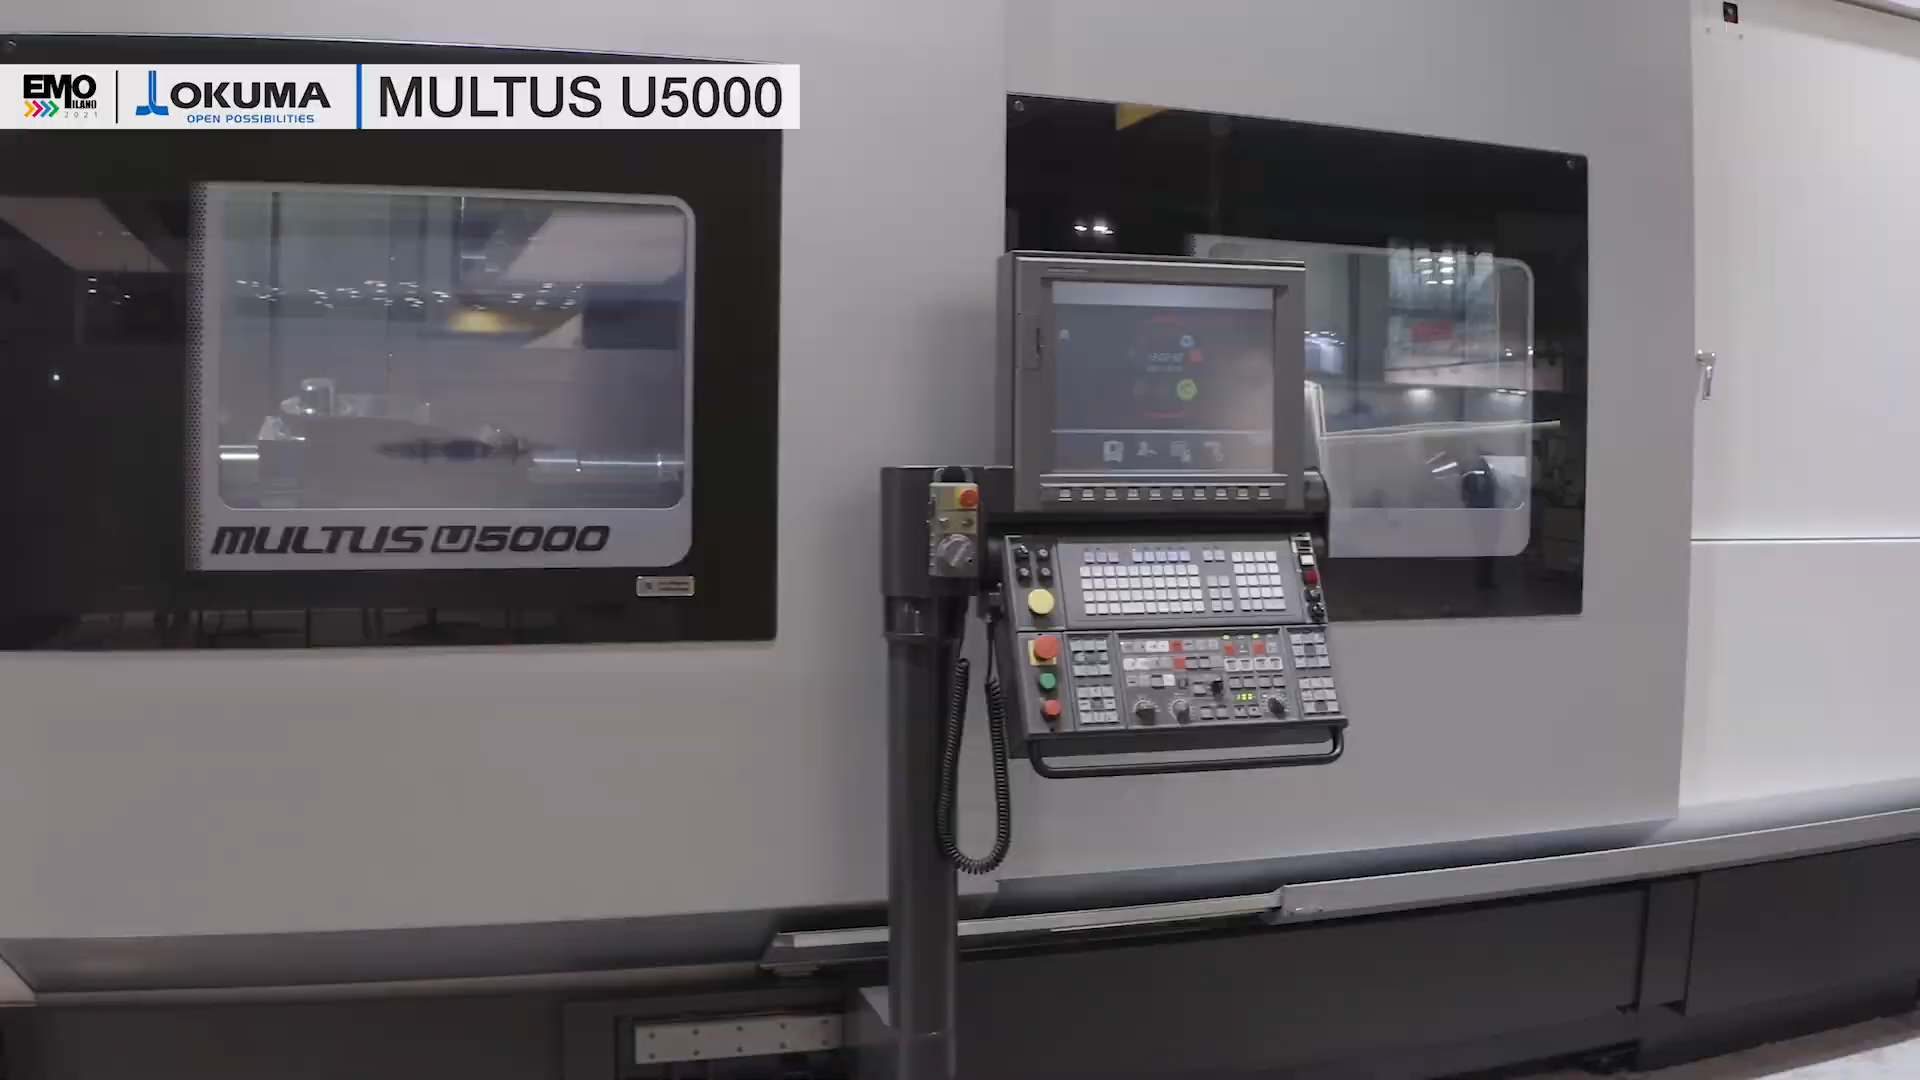 EMO
MILANO
2021
OKUMA
OPEN POSSIBILITIES
MULTUS U5000
MULTUS U5000